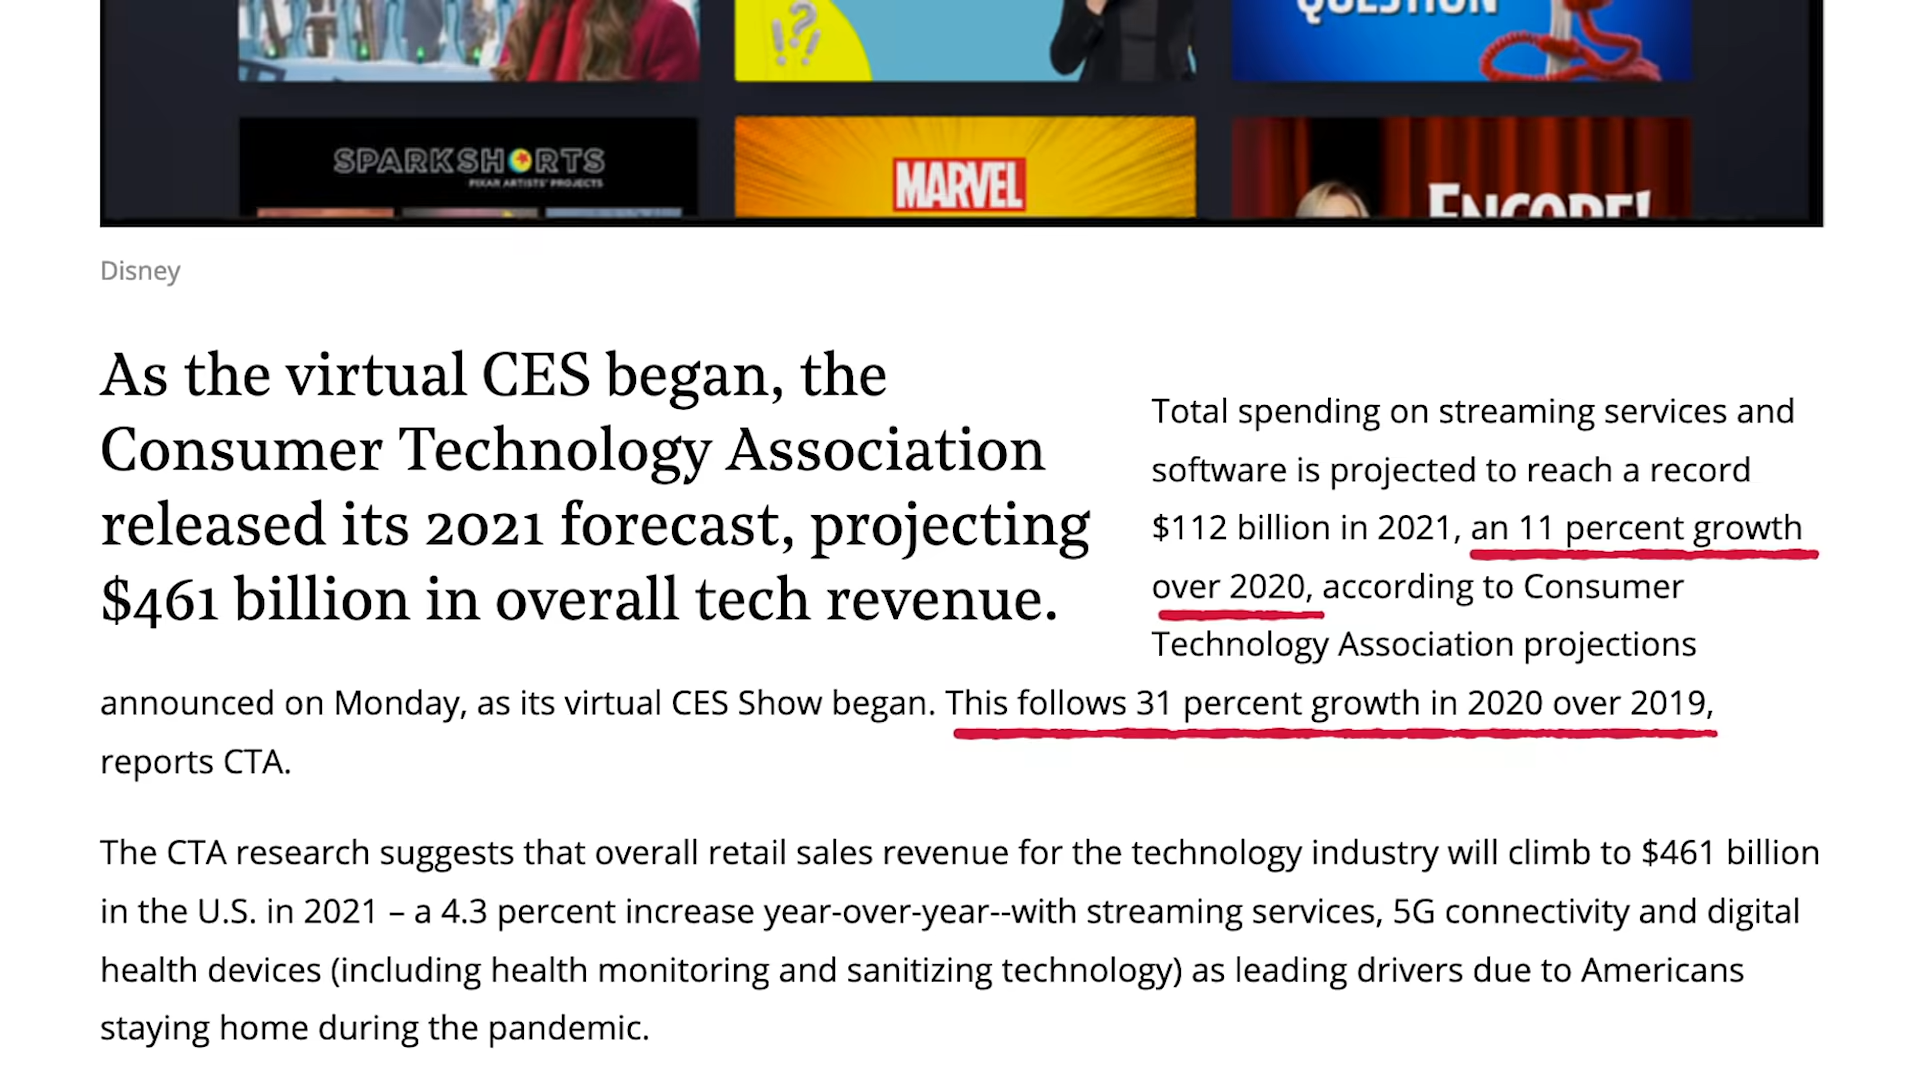 QUESTION
SPARKSHORTS
PIXAR ARTISTS' PROJECTS
MARVEL
ENCORE!
Disney
As the virtual CES began, the
Consumer Technology Association
released its 2021 forecast, projecting
$461 billion in overall tech revenue.
Total spending on streaming services and
software is projected to reach a record
$112 billion in 2021, an 11 percent growth
over 2020, according to Consumer
Technology Association projections
announced on Monday, as its virtual CES Show began. This follows 31 percent growth in 2020 over 2019,
reports CTA.
The CTA research suggests that overall retail sales revenue for the technology industry will climb to $461 billion
in the U.S. in 2021 – a 4.3 percent increase year-over-year--with streaming services, 5G connectivity and digital
health devices (including health monitoring and sanitizing technology) as leading drivers due to Americans
staying home during the pandemic.